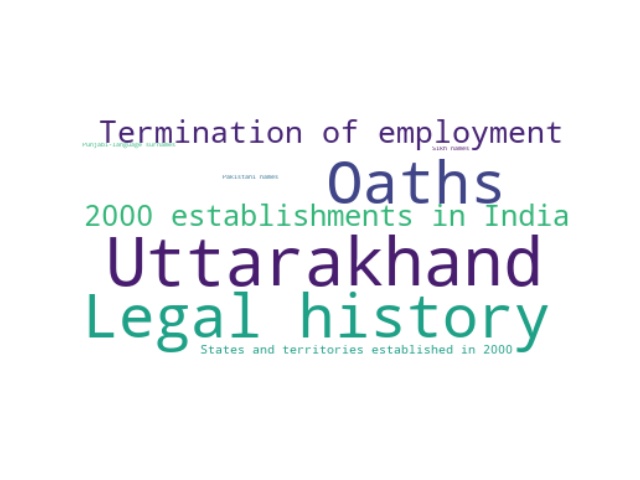 Termination of employment
Punjabi-language surnames
Sikh names
Pakistani names
Oaths
2000 establishments in India
Uttarakhand
Legal history
States and territories established in 2000